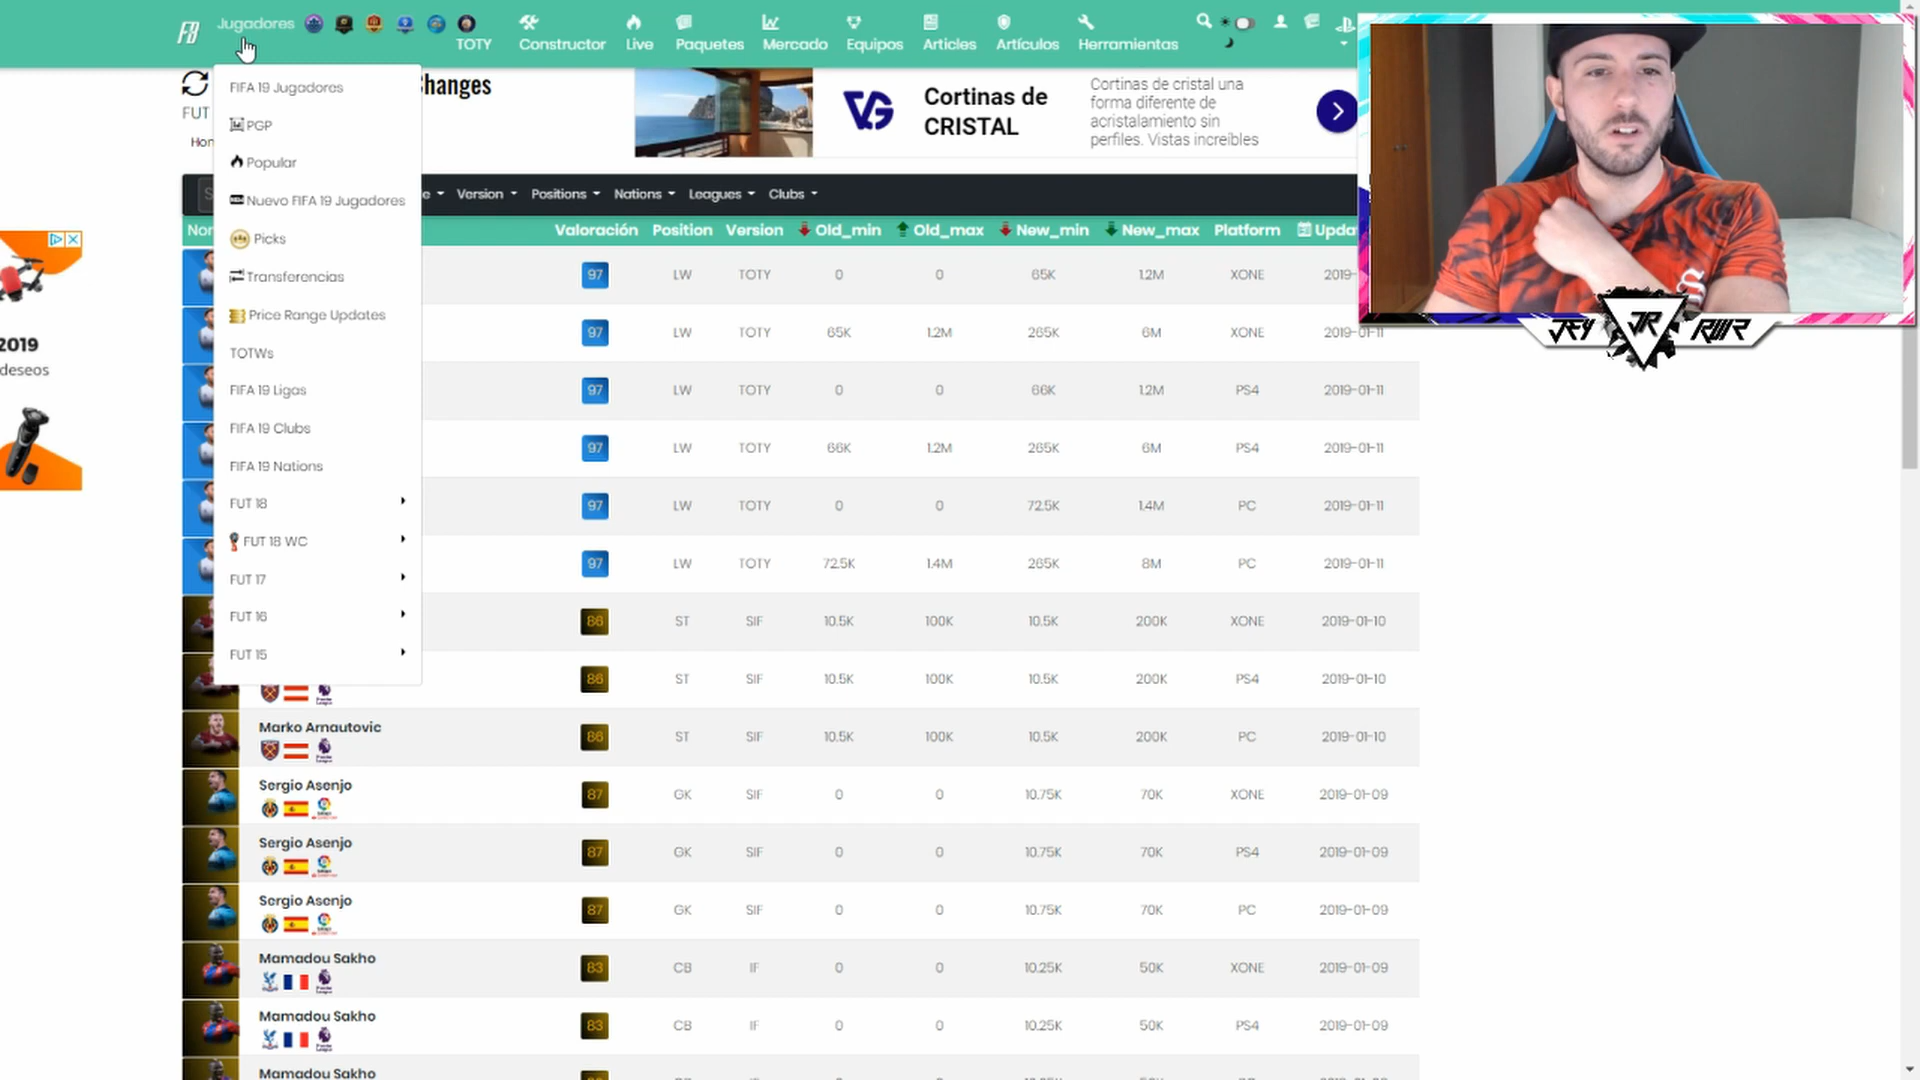 FB Jugadores TOTY Constructor Live Paquetes Mercado Equipos Articles Artículos Herramientas
FIFA 19 Jugadores
PGP
Popular
Nuevo FIFA 19 Jugadores
Picks
Transferencias
Price Range Updates
TOTWs
FIFA 19 Ligas
FIFA 19 Clubs
FIFA 19 Nations
FUT 18
FUT 18 WC
FUT 17
FUT 16
FUT 15
Changes
FUT
Cortinas de
CRISTAL
Cortinas de cristal una
forma diferente de
acristalamiento sin
perfiles. Vistas increíbles
JEY JR RWR
2019
deseos
Version Positions Nations Leagues Clubs
Valoración Position Version Old_min Old_max New_min New_max Platform
97 LW TOTY 0 0 65K 1.2M XONE 2019-
97 LW TOTY 65K 1.2M 265K 6M XONE 2019-01-11
97 LW TOTY 0 0 66K 1.2M PS4 2019-01-11
97 LW TOTY 66K 1.2M 265K 6M PS4 2019-01-11
97 LW TOTY 0 0 72.5K 1.4M PC 2019-01-11
97 LW TOTY 72.5K 1.4M 265K 8M PC 2019-01-11
86 ST SIF 10.5K 100K 10.5K 200K XONE 2019-01-10
86 ST SIF 10.5K 100K 10.5K 200K PS4 2019-01-10
Marko Arnautovic 86 ST SIF 10.5K 100K 10.5K 200K PC 2019-01-10
Sergio Asenjo 87 GK SIF 0 0 10.75K 70K XONE 2019-01-09
Sergio Asenjo 87 GK SIF 0 0 10.75K 70K PS4 2019-01-09
Sergio Asenjo 87 GK SIF 0 0 10.75K 70K PC 2019-01-09
Mamadou Sakho 83 CB IF 0 0 10.25K 50K XONE 2019-01-09
Mamadou Sakho 83 CB IF 0 0 10.25K 50K PS4 2019-01-09
Mamadou Sakho